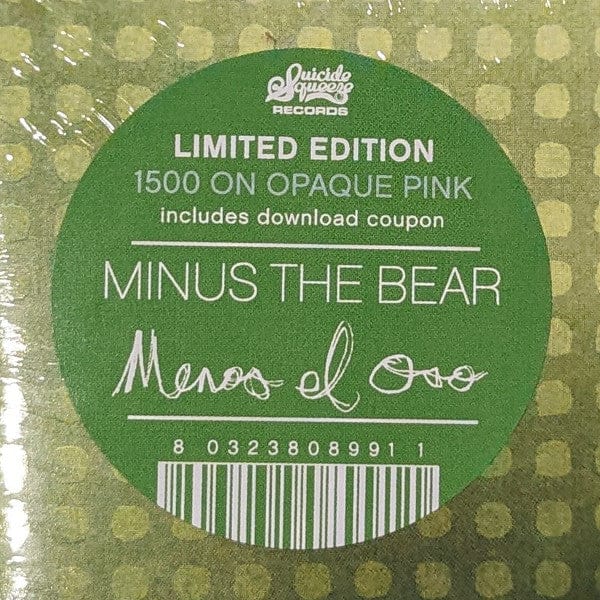 Suicide
Squeeze
RECORDS
LIMITED EDITION
1500 ON OPAQUE PINK
includes download coupon
MINUS THE BEAR
Menos el Oso
8 0323808991 1